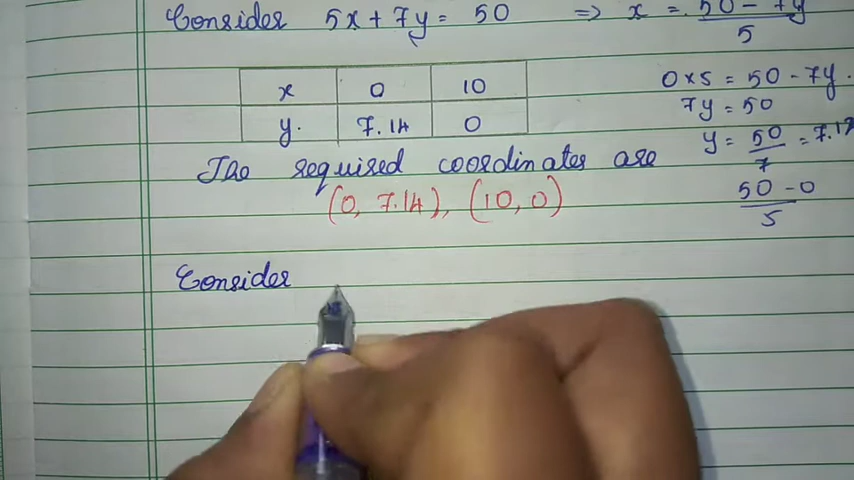 Consider 5x + 7y = 50 ⇒ x = 50 - 7y / 5
x 0 10
y. 7.14 0
0 × 5 = 50 - 7y.
7y = 50
y = 50/7 = 7.17
50 - 0 / 5
The required coordinates are
(0, 7.14), (10, 0)
Consider